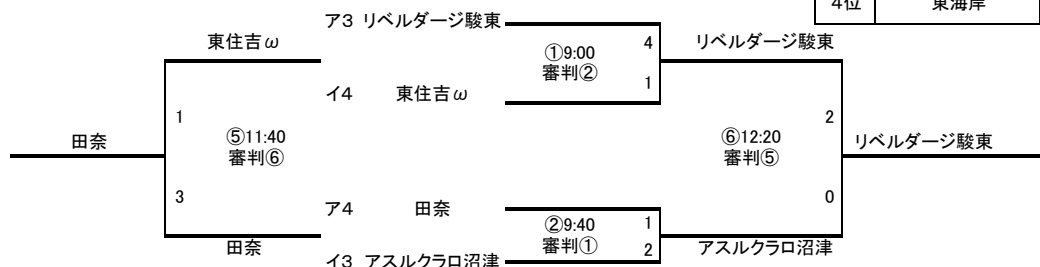 4位 東海岸
ア3 リベルダージ駿東
東住吉ω
①9:00
審判②
4
リベルダージ駿東
イ4 東住吉ω
1
1
⑤11:40
審判⑥
⑥12:20
審判⑤
2
田奈
リベルダージ駿東
3
0
ア4 田奈
②9:40
審判①
1
2
田奈
アスルクラロ沼津
イ3 アスルクラロ沼津